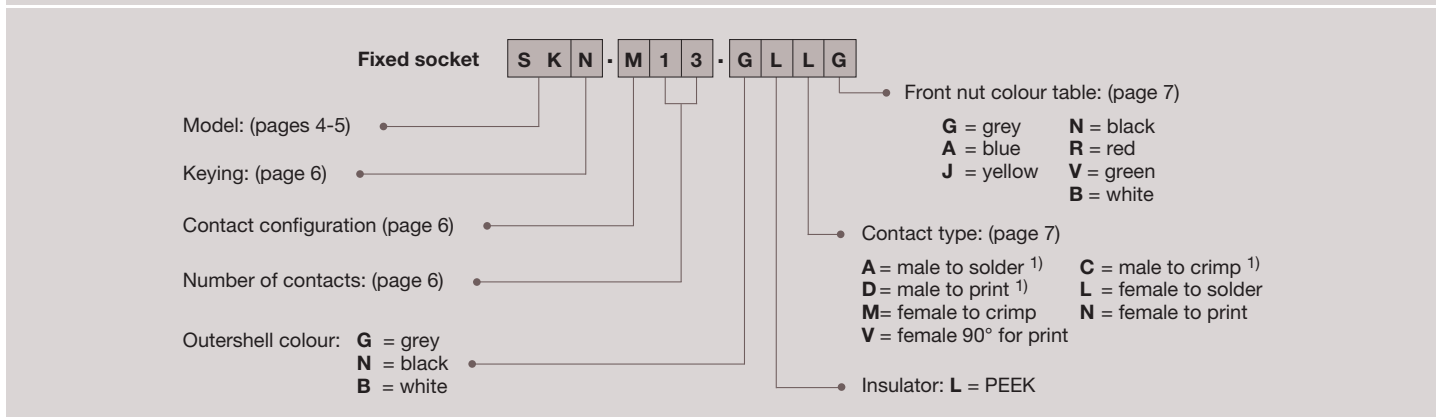 Fixed socket SKN·M13·GLLG
Front nut colour table: (page 7)
G = grey N = black
A = blue R = red
J = yellow V = green
B = white
Model: (pages 4-5)
Keying: (page 6)
Contact configuration (page 6)
Number of contacts: (page 6)
Contact type: (page 7)
A = male to solder 1) C = male to crimp 1)
D = male to print 1) L = female to solder
M= female to crimp N = female to print
V = female 90° for print
Outershell colour: G = grey
N = black
B = white
Insulator: L = PEEK